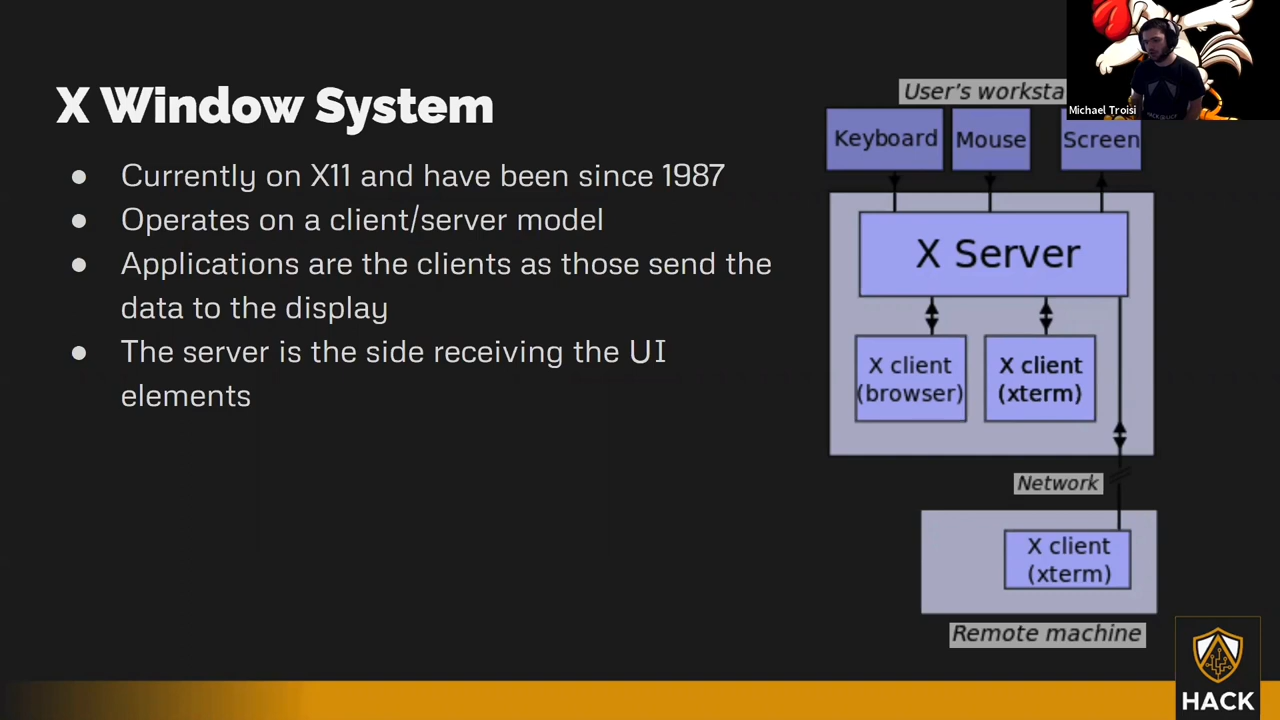 X Window System
● Currently on X11 and have been since 1987
● Operates on a client/server model
● Applications are the clients as those send the
data to the display
● The server is the side receiving the UI
elements
User's worksta
Michael Troisi
Keyboard
Mouse
Screen
X Server
X client
(browser)
X client
(xterm)
Network
X client
(xterm)
Remote machine
HACK